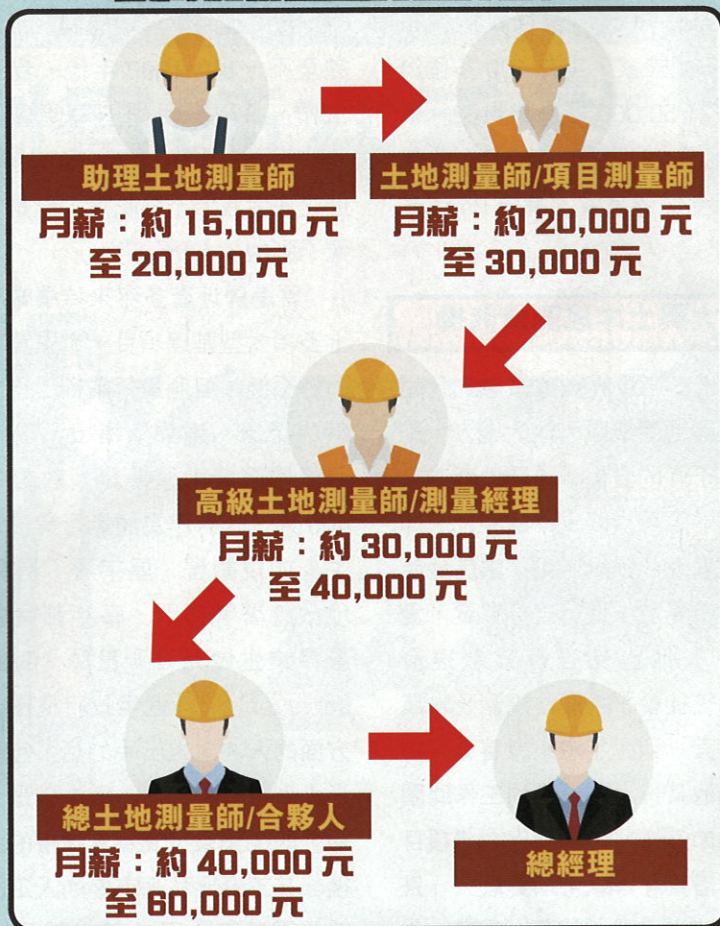 助理土地測量師
月薪：約 15,000 元
至 20,000 元
土地測量師/項目測量師
月薪：約 20,000 元
至 30,000 元
高級土地測量師/測量經理
月薪：約 30,000 元
至 40,000 元
總土地測量師/合夥人
月薪：約 40,000 元
至 60,000 元
總經理